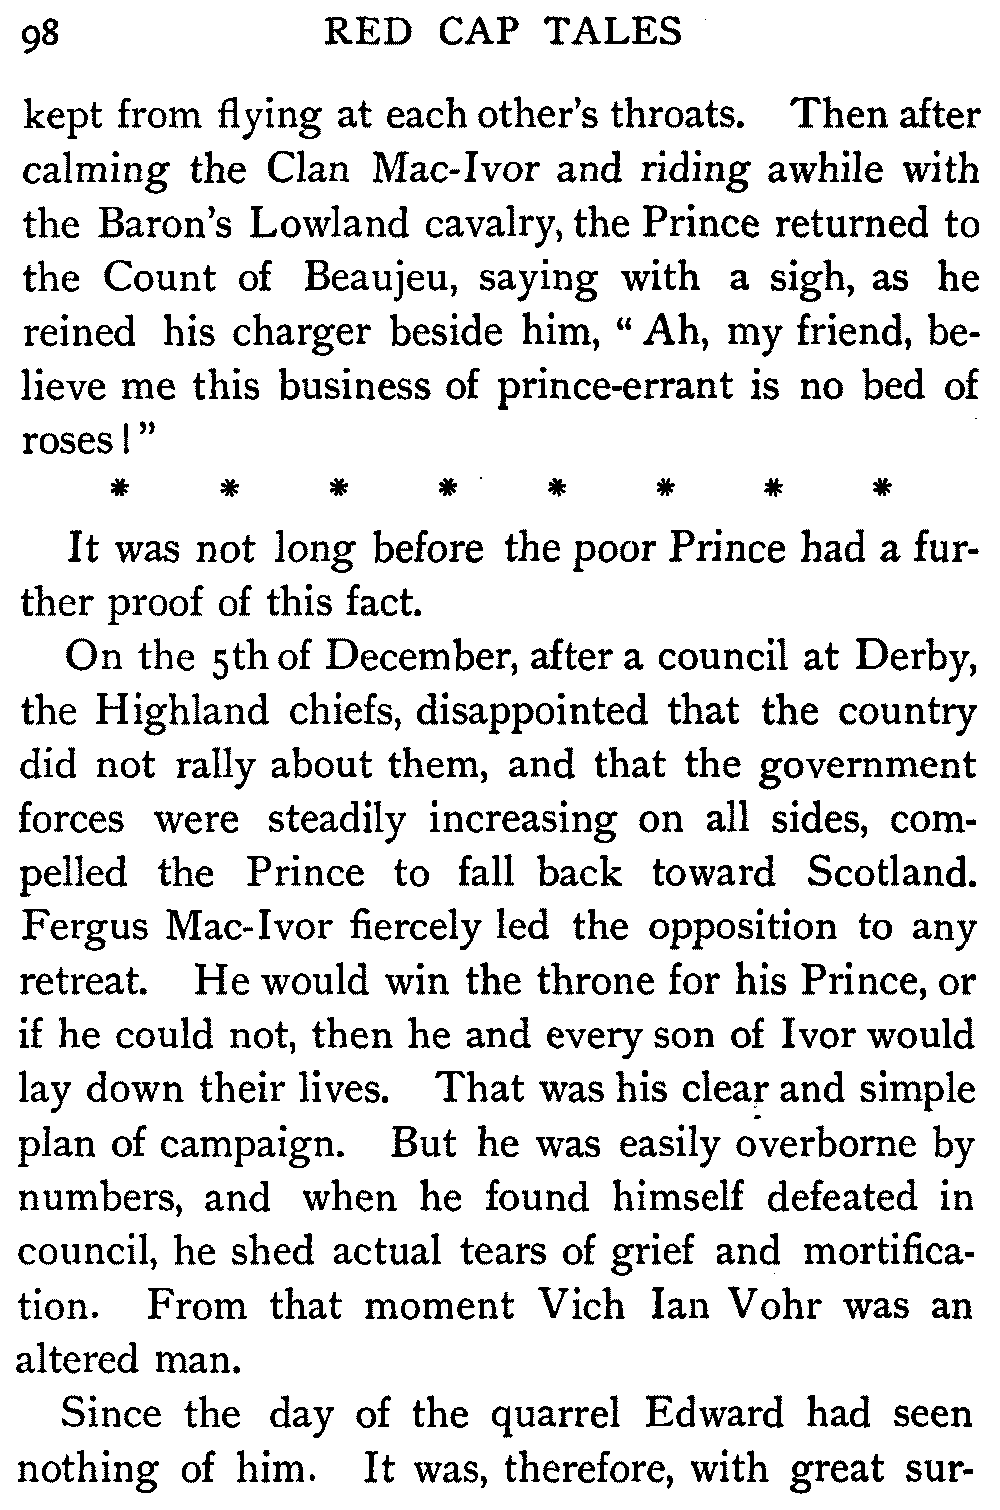 98 RED CAP TALES
kept from flying at each other's throats. Then after
calming the Clan Mac-Ivor and riding awhile with
the Baron's Lowland cavalry, the Prince returned to
the Count of Beaujeu, saying with a sigh, as he
reined his charger beside him, “ Ah, my friend, be-
lieve me this business of prince-errant is no bed of
roses ! ”
* * * * * * * *
It was not long before the poor Prince had a fur-
ther proof of this fact.
On the 5th of December, after a council at Derby,
the Highland chiefs, disappointed that the country
did not rally about them, and that the government
forces were steadily increasing on all sides, com-
pelled the Prince to fall back toward Scotland.
Fergus Mac-Ivor fiercely led the opposition to any
retreat. He would win the throne for his Prince, or
if he could not, then he and every son of Ivor would
lay down their lives. That was his clear and simple
plan of campaign. But he was easily overborne by
numbers, and when he found himself defeated in
council, he shed actual tears of grief and mortifica-
tion. From that moment Vich Ian Vohr was an
altered man.
Since the day of the quarrel Edward had seen
nothing of him. It was, therefore, with great sur-